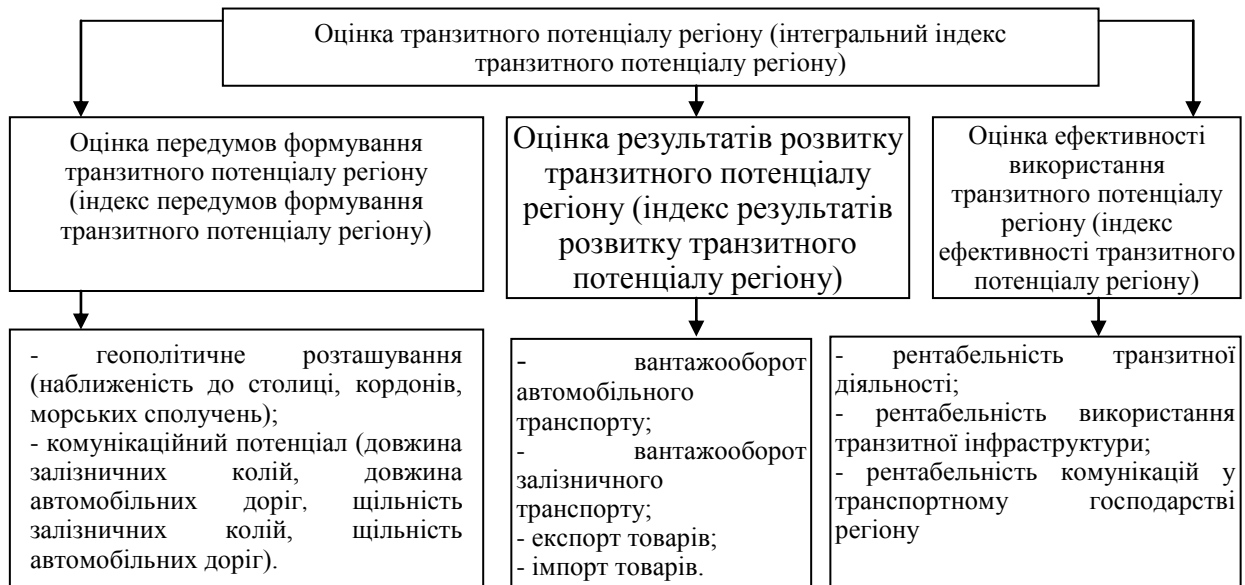 Оцінка транзитного потенціалу регіону (інтегральний індекс
транзитного потенціалу регіону)
Оцінка передумов формування
транзитного потенціалу регіону
(індекс передумов формування
транзитного потенціалу регіону)
Оцінка результатів розвитку
транзитного потенціалу
регіону (індекс результатів
розвитку транзитного
потенціалу регіону)
Оцінка ефективності
використання
транзитного потенціалу
регіону (індекс
ефективності транзитного
потенціалу регіону)
- геополітичне розташування
(наближеність до столиці, кордонів,
морських сполучень);
- комунікаційний потенціал (довжина
залізничних колій, довжина
автомобільних доріг, щільність
залізничних колій, щільність
автомобільних доріг).
- вантажооборот
автомобільного
транспорту;
- вантажооборот
залізничного
транспорту;
- експорт товарів;
- імпорт товарів.
- рентабельність транзитної
діяльності;
- рентабельність використання
транзитної інфраструктури;
- рентабельність комунікацій у
транспортному господарстві
регіону